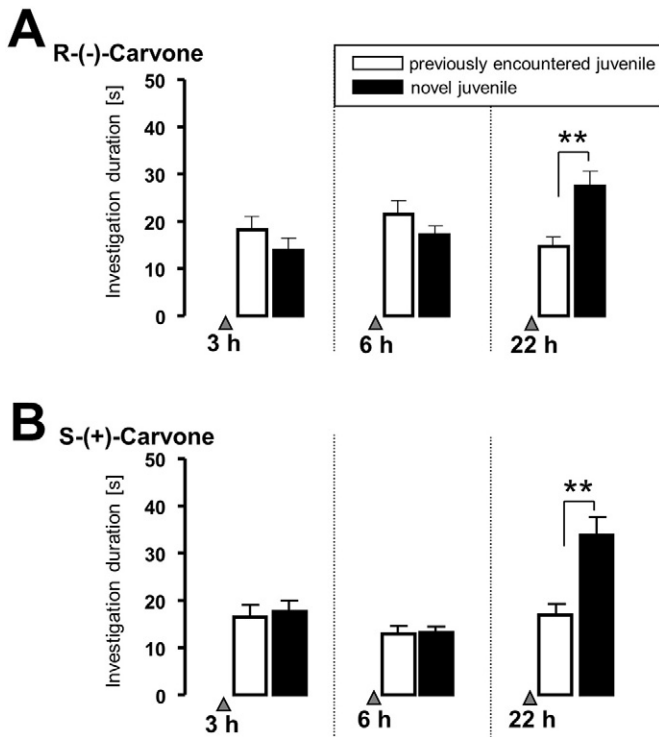 A
R-(-)-Carvone
previously encountered juvenile
novel juvenile
Investigation duration [s]
50
40
30
20
10
0
**
3 h
6 h
22 h
B
S-(+)-Carvone
Investigation duration [s]
50
40
30
20
10
0
**
3 h
6 h
22 h